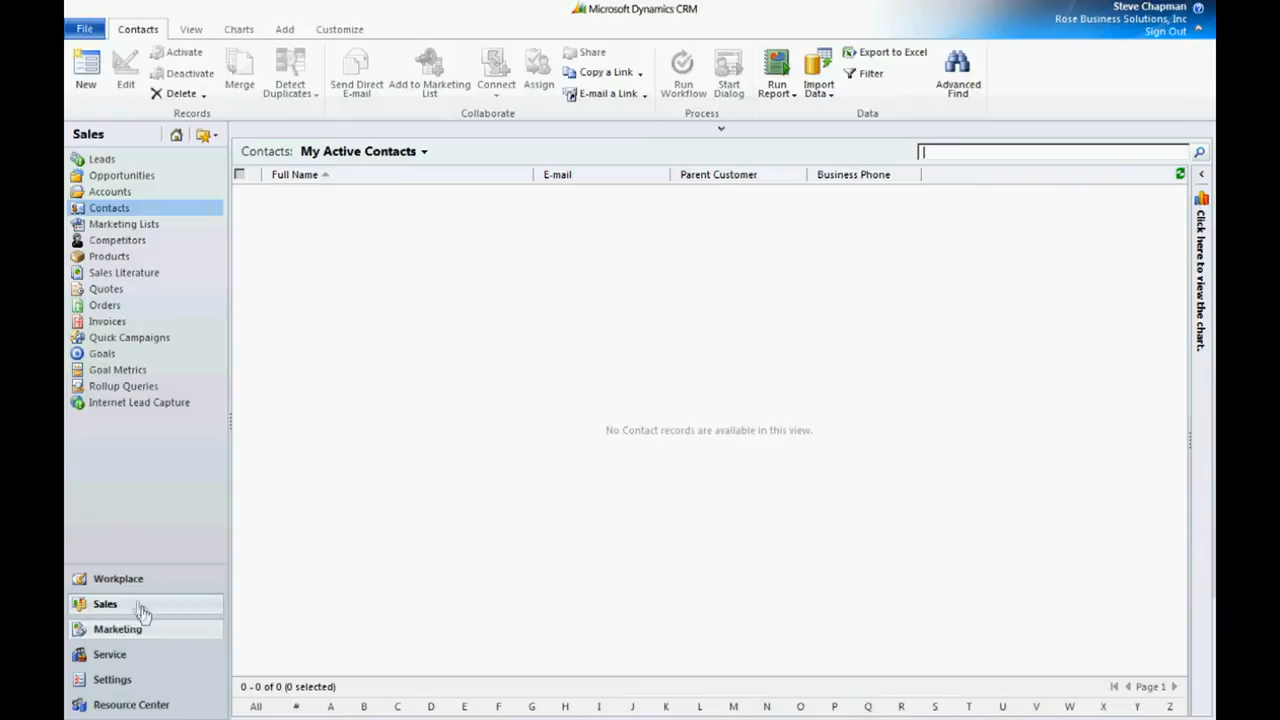 Microsoft Dynamics CRM
Steve Chapman
Rose Business Solutions, Inc
Sign Out
File
Contacts
View
Charts
Add
Customize
New
Edit
Activate
Deactivate
Delete
Merge
Detect
Duplicates
Records
Send Direct
E-mail
Add to Marketing
List
Connect
Assign
Share
Copy a Link
E-mail a Link
Collaborate
Run
Workflow
Start
Dialog
Process
Run
Report
Import
Data
Export to Excel
Filter
Advanced
Find
Data
Sales
Leads
Opportunities
Accounts
Contacts
Marketing Lists
Competitors
Products
Sales Literature
Quotes
Orders
Invoices
Quick Campaigns
Goals
Goal Metrics
Rollup Queries
Internet Lead Capture
Workplace
Sales
Marketing
Service
Settings
Resource Center
Contacts: My Active Contacts
Full Name
E-mail
Parent Customer
Business Phone
No Contact records are available in this view.
Click here to view the chart.
0 - 0 of 0 (0 selected)
Page 1
All # A B C D E F G H I J K L M N O P Q R S T U V W X Y Z